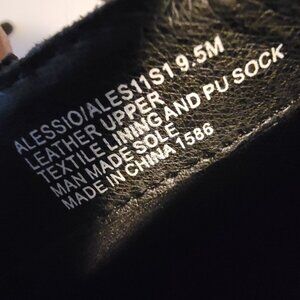 ALESSIO/ALES11S1 9.5M
LEATHER UPPER
TEXTILE LINING AND PU SOCK
MAN MADE SOLE
MADE IN CHINA 1586